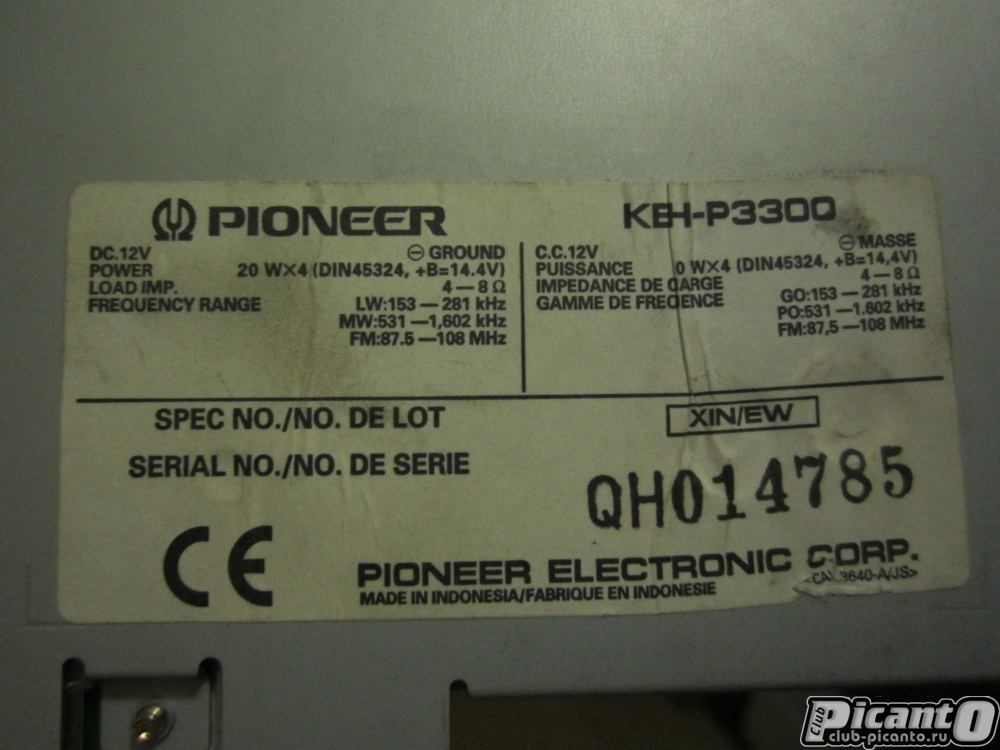 PIONEER
KEH-P3300
DC.12V
⊖ GROUND
POWER 20 W×4 (DIN45324, +B=14.4V)
LOAD IMP. 4—8 Ω
FREQUENCY RANGE LW:153—281 kHz
MW:531—1,602 kHz
FM:87.5—108 MHz
C.C.12V
⊖ MASSE
PUISSANCE 0 W×4 (DIN45324, +B=14,4V)
IMPEDANCE DE CARGE 4—8 Ω
GAMME DE FREQENCE GO:153—281 kHz
PO:531—1.602 kHz
FM:87,5—108 MHz
SPEC NO./NO. DE LOT XIN/EW
SERIAL NO./NO. DE SERIE QH014785
CE
PIONEER ELECTRONIC CORP.
MADE IN INDONESIA/FABRIQUE EN INDONESIE
Club PicantO
club-picanto.ru